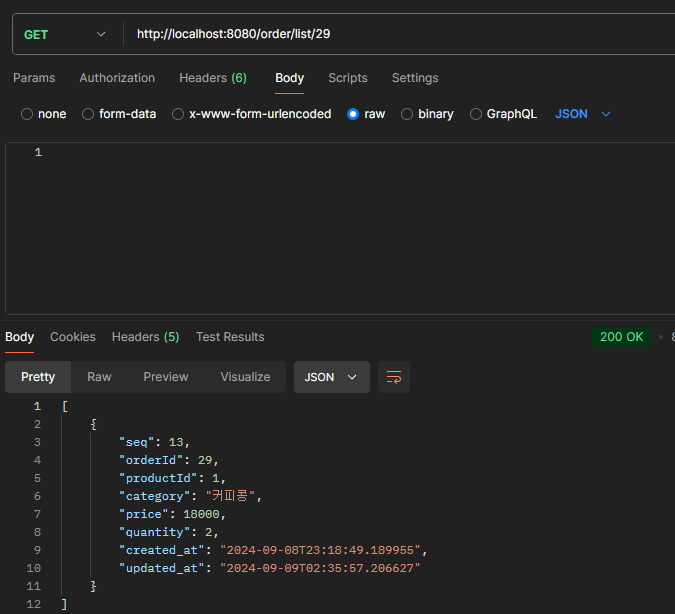 GET http://localhost:8080/order/list/29
Params Authorization Headers (6) Body Scripts Settings
none form-data x-www-form-urlencoded raw binary GraphQL JSON
1
Body Cookies Headers (5) Test Results 200 OK
Pretty Raw Preview Visualize JSON
1 [
2 {
3 "seq": 13,
4 "orderId": 29,
5 "productId": 1,
6 "category": "커피콩",
7 "price": 18000,
8 "quantity": 2,
9 "created_at": "2024-09-08T23:18:49.189955",
10 "updated_at": "2024-09-09T02:35:57.206627"
11 }
12 ]